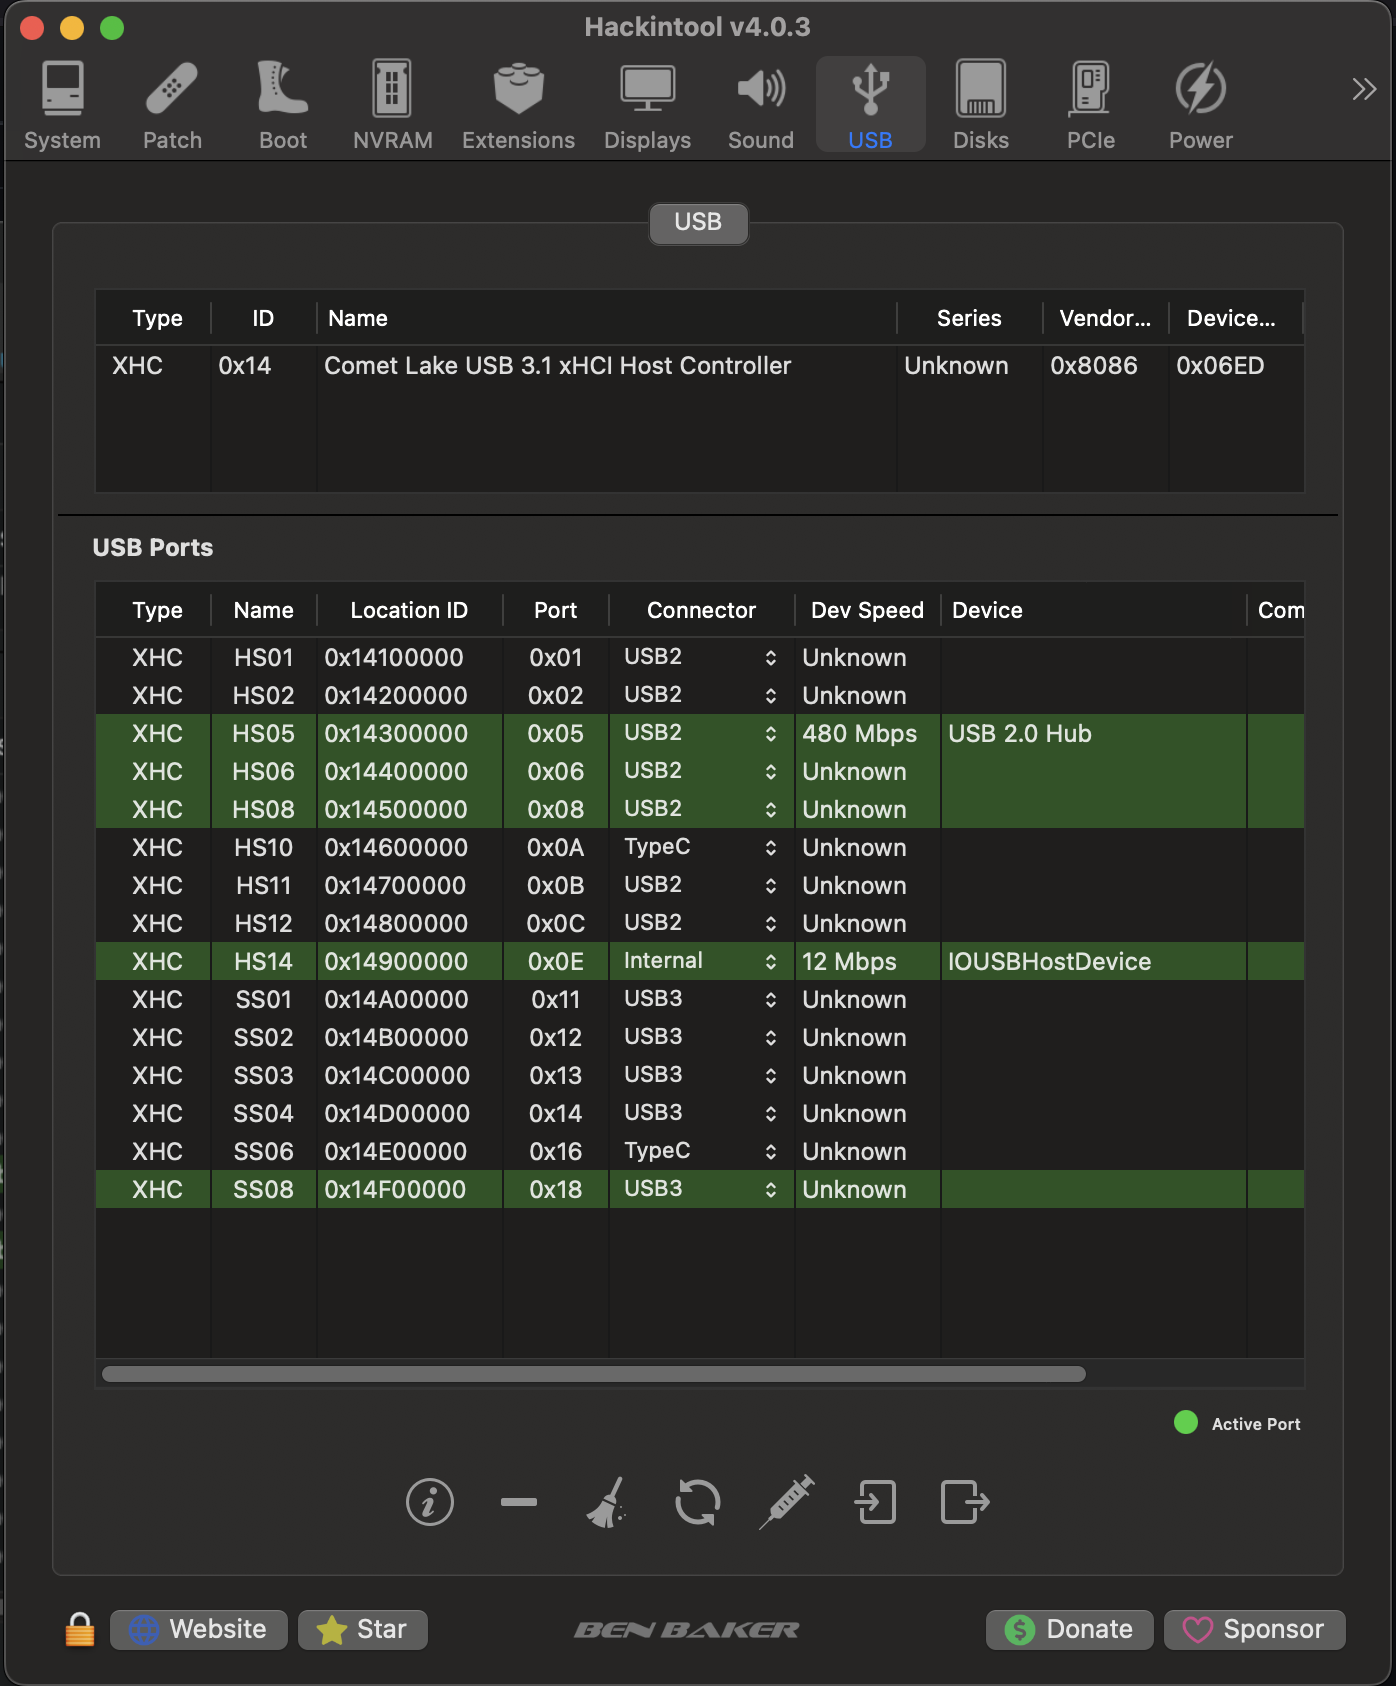 Hackintool v4.0.3
System Patch Boot NVRAM Extensions Displays Sound USB Disks PCIe Power
USB
Type ID Name Series Vendor... Device...
XHC 0x14 Comet Lake USB 3.1 xHCI Host Controller Unknown 0x8086 0x06ED
USB Ports
Type Name Location ID Port Connector Dev Speed Device Com
XHC HS01 0x14100000 0x01 USB2 Unknown
XHC HS02 0x14200000 0x02 USB2 Unknown
XHC HS05 0x14300000 0x05 USB2 480 Mbps USB 2.0 Hub
XHC HS06 0x14400000 0x06 USB2 Unknown
XHC HS08 0x14500000 0x08 USB2 Unknown
XHC HS10 0x14600000 0x0A TypeC Unknown
XHC HS11 0x14700000 0x0B USB2 Unknown
XHC HS12 0x14800000 0x0C USB2 Unknown
XHC HS14 0x14900000 0x0E Internal 12 Mbps IOUSBHostDevice
XHC SS01 0x14A00000 0x11 USB3 Unknown
XHC SS02 0x14B00000 0x12 USB3 Unknown
XHC SS03 0x14C00000 0x13 USB3 Unknown
XHC SS04 0x14D00000 0x14 USB3 Unknown
XHC SS06 0x14E00000 0x16 TypeC Unknown
XHC SS08 0x14F00000 0x18 USB3 Unknown
Active Port
Website Star BEN BAKER Donate Sponsor